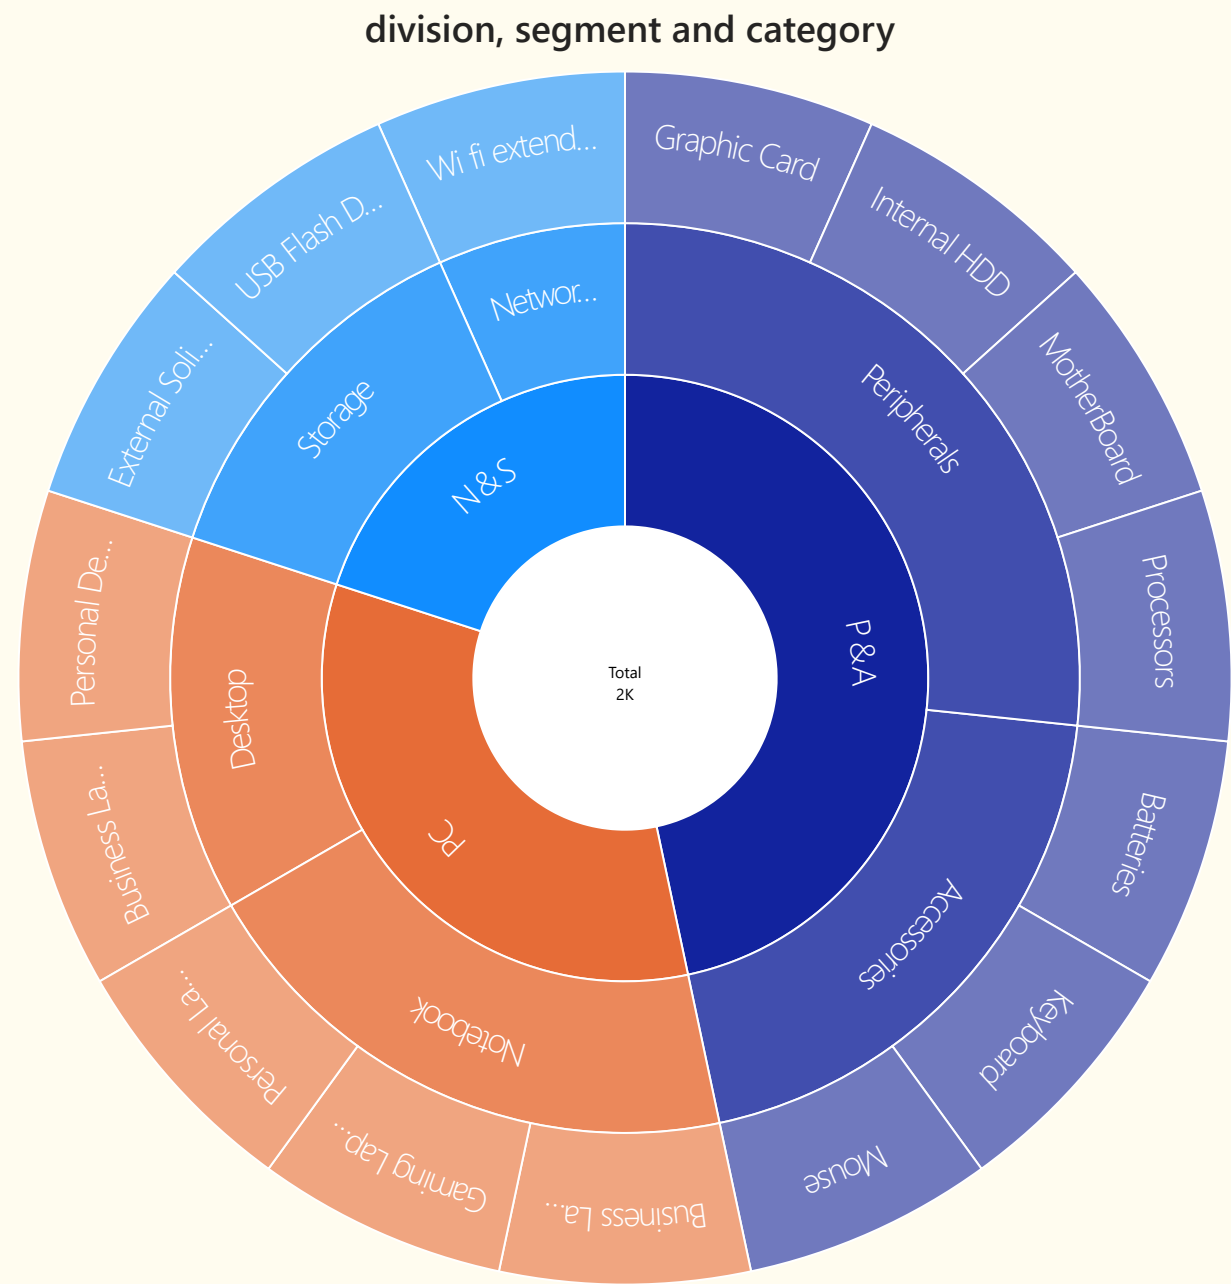 division, segment and category
Wi fi extend...
Graphic Card
USB Flash D...
Internal HDD
Networ...
External Soli...
MotherBoard
Storage
Peripherals
N&S
Personal De...
Processors
P &A
Total
2K
Desktop
PC
Business La...
Batteries
Accessories
Personal La...
Notebook
Keyboard
Gaming Lap...
Mouse
Business La...